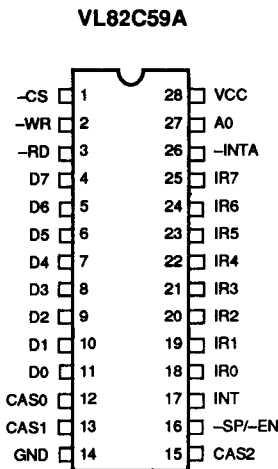 VL82C59A
-CS 1 28 VCC
-WR 2 27 A0
-RD 3 26 -INTA
D7 4 25 IR7
D6 5 24 IR6
D5 6 23 IR5
D4 7 22 IR4
D3 8 21 IR3
D2 9 20 IR2
D1 10 19 IR1
D0 11 18 IR0
CAS0 12 17 INT
CAS1 13 16 -SP/-EN
GND 14 15 CAS2